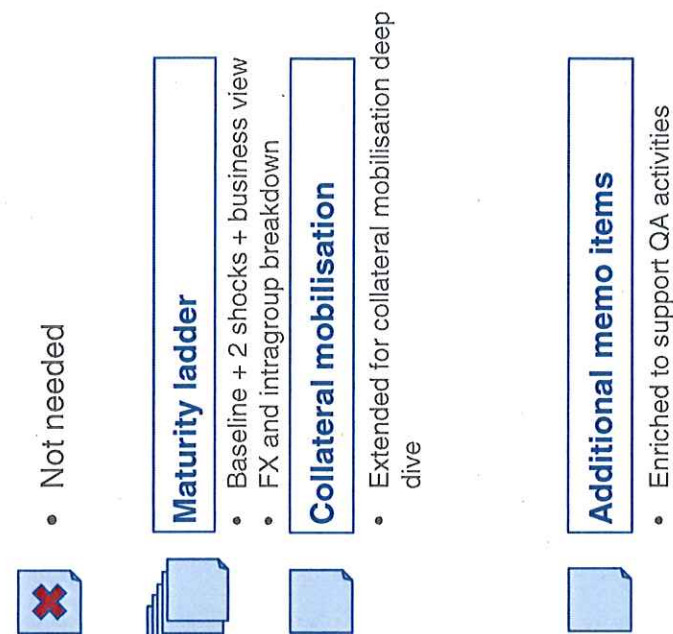 • Not needed
Maturity ladder
• Baseline + 2 shocks + business view
• FX and intragroup breakdown
Collateral mobilisation
• Extended for collateral mobilisation deep
dive
Additional memo items
• Enriched to support QA activities